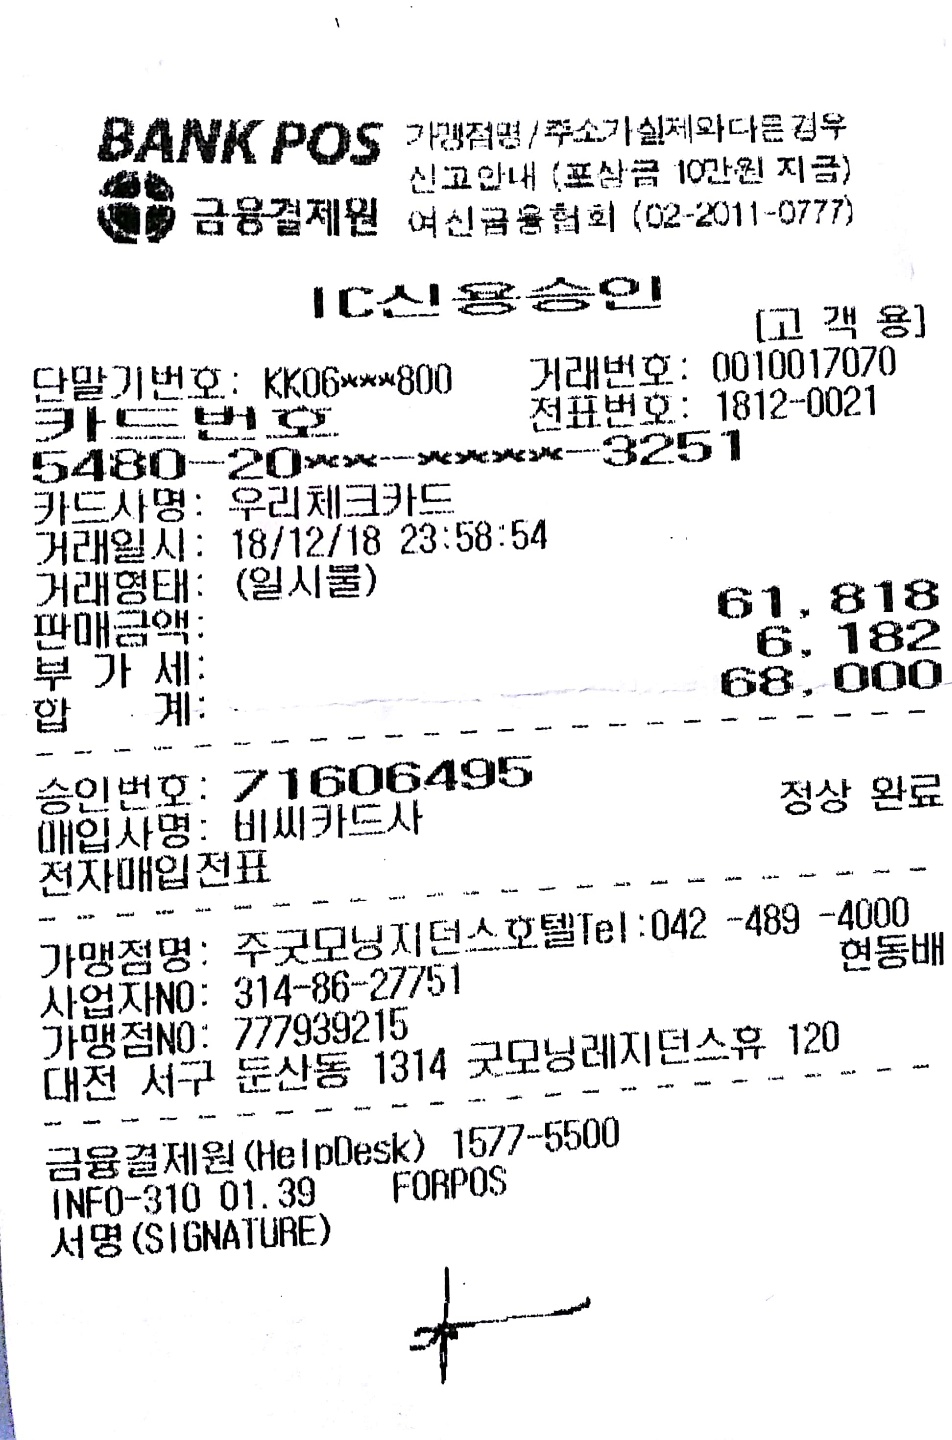 BANK POS 가맹점명/주소가실제와다른경우
신고안내 (포상금 10만원 지급)
금융결제원 여신금융협회 (02-2011-0777)
IC신용승인
[고 객 용]
단말기번호: KK06***800 거래번호: 0010017070
카드번호 전표번호: 1812-0021
5480-20**-****-3251
카드사명: 우리체크카드
거래일시: 18/12/18 23:58:54
거래형태: (일시불)
판매금액: 61,818
부 가 세: 6,182
합 계: 68,000
승인번호: 71606495
매입사명: 비씨카드사 정상 완료
전자매입전표
가맹점명: 주굿모닝지던스호텔Tel:042 -489 -4000
사업자NO: 314-86-27751 현동배
가맹점NO: 777939215
대전 서구 둔산동 1314 굿모닝레지던스유 120
금융결제원(HelpDesk) 1577-5500
INFO-310 01.39 FORPOS
서명(SIGNATURE)